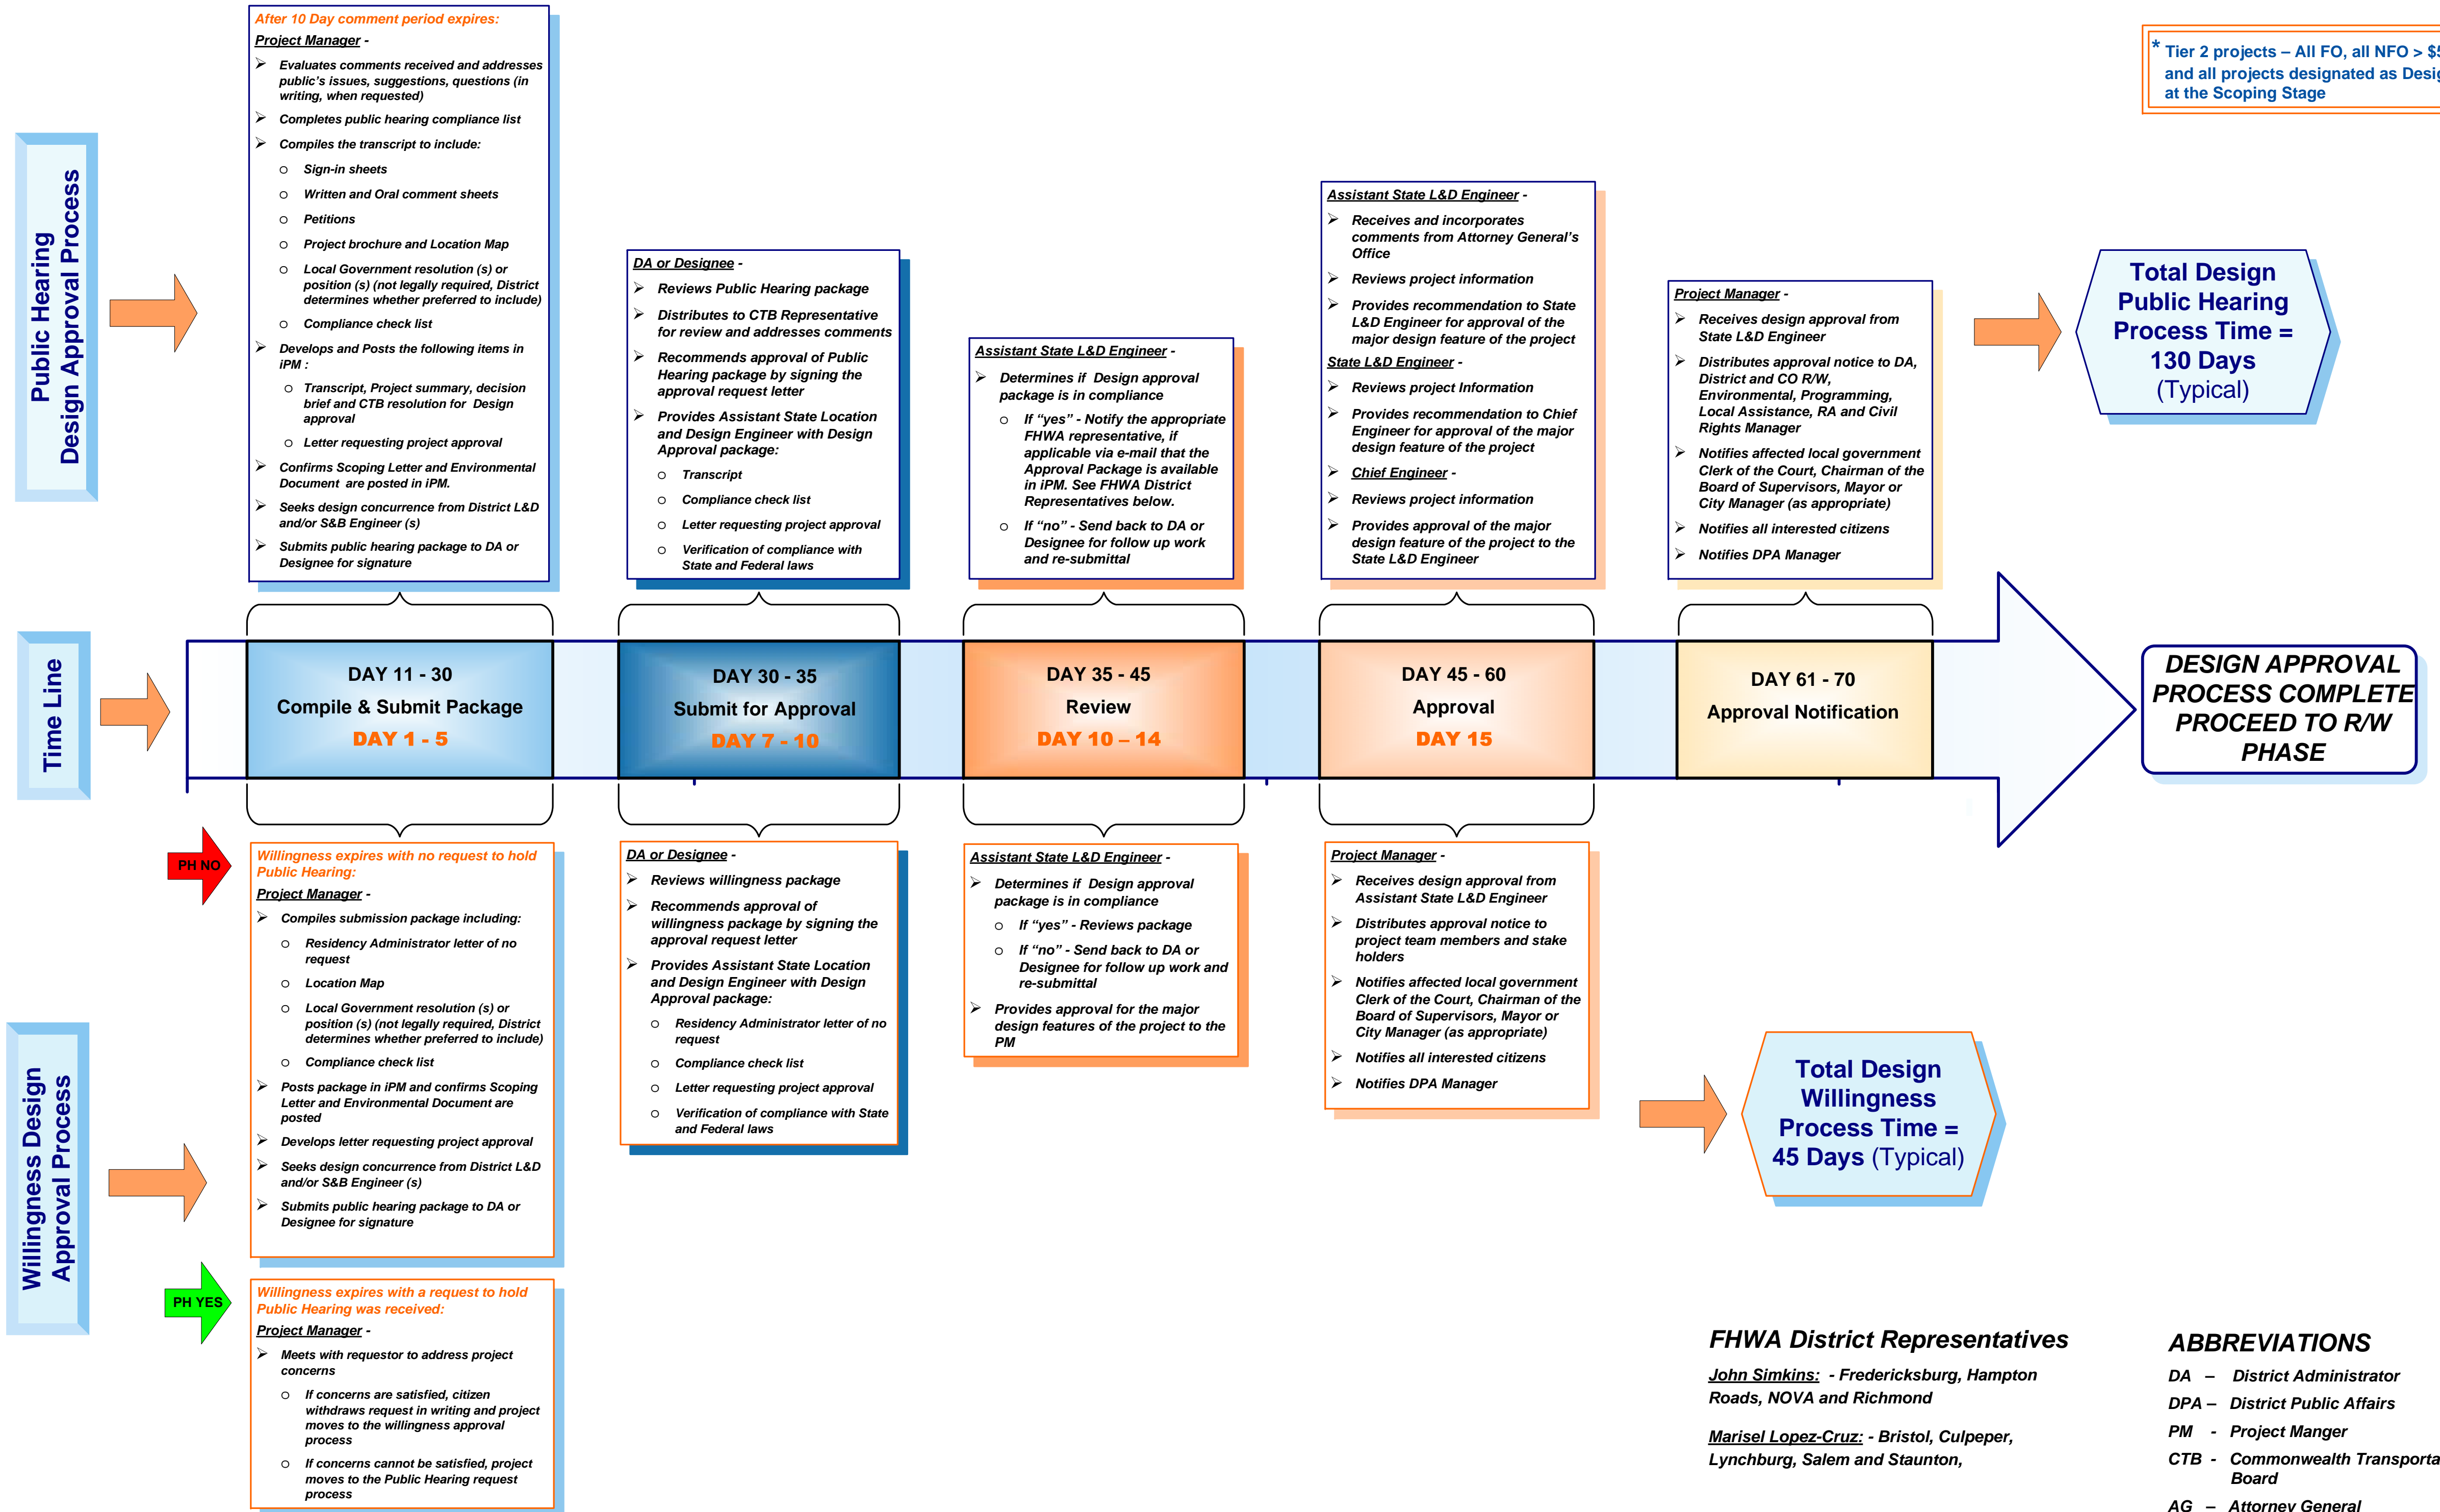 After 10 Day comment period expires:
Project Manager -
➢ Evaluates comments received and addresses
public's issues, suggestions, questions (in
writing, when requested)
➢ Completes public hearing compliance list
➢ Compiles the transcript to include:
o Sign-in sheets
o Written and Oral comment sheets
o Petitions
o Project brochure and Location Map
o Local Government resolution (s) or
position (s) (not legally required, District
determines whether preferred to include)
o Compliance check list
➢ Develops and Posts the following items in
iPM :
o Transcript, Project summary, decision
brief and CTB resolution for Design
approval
o Letter requesting project approval
➢ Confirms Scoping Letter and Environmental
Document are posted in iPM.
➢ Seeks design concurrence from District L&D
and/or S&B Engineer (s)
➢ Submits public hearing package to DA or
Designee for signature
* Tier 2 projects – All FO, all NFO > $5
and all projects designated as Desig
at the Scoping Stage
Public Hearing
Design Approval Process
DA or Designee -
➢ Reviews Public Hearing package
➢ Distributes to CTB Representative
for review and addresses comments
➢ Recommends approval of Public
Hearing package by signing the
approval request letter
➢ Provides Assistant State Location
and Design Engineer with Design
Approval package:
o Transcript
o Compliance check list
o Letter requesting project approval
o Verification of compliance with
State and Federal laws
Assistant State L&D Engineer -
➢ Determines if Design approval
package is in compliance
o If “yes” - Notify the appropriate
FHWA representative, if
applicable via e-mail that the
Approval Package is available
in iPM. See FHWA District
Representatives below.
o If “no” - Send back to DA or
Designee for follow up work
and re-submittal
Assistant State L&D Engineer -
➢ Receives and incorporates
comments from Attorney General's
Office
➢ Reviews project information
➢ Provides recommendation to State
L&D Engineer for approval of the
major design feature of the project
State L&D Engineer -
➢ Reviews project Information
➢ Provides recommendation to Chief
Engineer for approval of the major
design feature of the project
➢ Chief Engineer -
➢ Reviews project information
➢ Provides approval of the major
design feature of the project to the
State L&D Engineer
Project Manager -
➢ Receives design approval from
State L&D Engineer
➢ Distributes approval notice to DA,
District and CO R/W,
Environmental, Programming,
Local Assistance, RA and Civil
Rights Manager
➢ Notifies affected local government
Clerk of the Court, Chairman of the
Board of Supervisors, Mayor or
City Manager (as appropriate)
➢ Notifies all interested citizens
➢ Notifies DPA Manager
Total Design
Public Hearing
Process Time =
130 Days
(Typical)
Time Line
DAY 11 - 30
Compile & Submit Package
DAY 1 - 5
DAY 30 - 35
Submit for Approval
DAY 7 - 10
DAY 35 - 45
Review
DAY 10 – 14
DAY 45 - 60
Approval
DAY 15
DAY 61 - 70
Approval Notification
DESIGN APPROVAL
PROCESS COMPLETE
PROCEED TO R/W
PHASE
PH NO
Willingness expires with no request to hold
Public Hearing:
Project Manager -
➢ Compiles submission package including:
o Residency Administrator letter of no
request
o Location Map
o Local Government resolution (s) or
position (s) (not legally required, District
determines whether preferred to include)
o Compliance check list
➢ Posts package in iPM and confirms Scoping
Letter and Environmental Document are
posted
➢ Develops letter requesting project approval
➢ Seeks design concurrence from District L&D
and/or S&B Engineer (s)
➢ Submits public hearing package to DA or
Designee for signature
DA or Designee -
➢ Reviews willingness package
➢ Recommends approval of
willingness package by signing the
approval request letter
➢ Provides Assistant State Location
and Design Engineer with Design
Approval package:
o Residency Administrator letter of no
request
o Compliance check list
o Letter requesting project approval
o Verification of compliance with State
and Federal laws
Assistant State L&D Engineer -
➢ Determines if Design approval
package is in compliance
o If “yes” - Reviews package
o If “no” - Send back to DA or
Designee for follow up work and
re-submittal
➢ Provides approval for the major
design features of the project to the
PM
Project Manager -
➢ Receives design approval from
Assistant State L&D Engineer
➢ Distributes approval notice to
project team members and stake
holders
➢ Notifies affected local government
Clerk of the Court, Chairman of the
Board of Supervisors, Mayor or
City Manager (as appropriate)
➢ Notifies all interested citizens
➢ Notifies DPA Manager
Total Design
Willingness
Process Time =
45 Days (Typical)
Willingness Design
Approval Process
PH YES
Willingness expires with a request to hold
Public Hearing was received:
Project Manager -
➢ Meets with requestor to address project
concerns
o If concerns are satisfied, citizen
withdraws request in writing and project
moves to the willingness approval
process
o If concerns cannot be satisfied, project
moves to the Public Hearing request
process
FHWA District Representatives
John Simkins: - Fredericksburg, Hampton
Roads, NOVA and Richmond
Marisel Lopez-Cruz: - Bristol, Culpeper,
Lynchburg, Salem and Staunton,
ABBREVIATIONS
DA – District Administrator
DPA – District Public Affairs
PM - Project Manger
CTB - Commonwealth Transporta
Board
AG – Attorney General